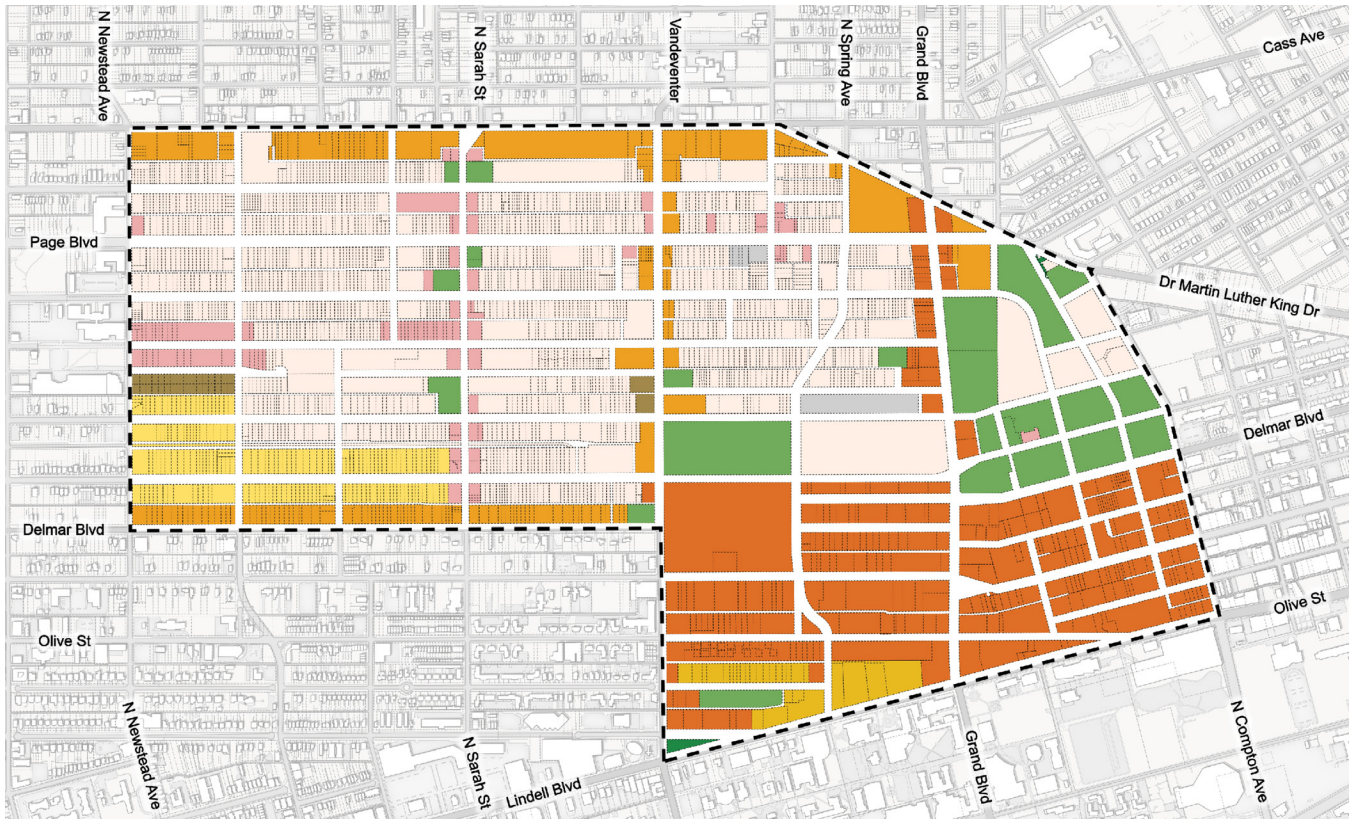 N Newstead Ave
N Sarah St
Vandeventer
N Spring Ave
Grand Blvd
Cass Ave
Page Blvd
Dr Martin Luther King Dr
Delmar Blvd
Delmar Blvd
Olive St
Olive St
N Newstead Ave
N Sarah St
Lindell Blvd
Grand Blvd
N Compton Ave